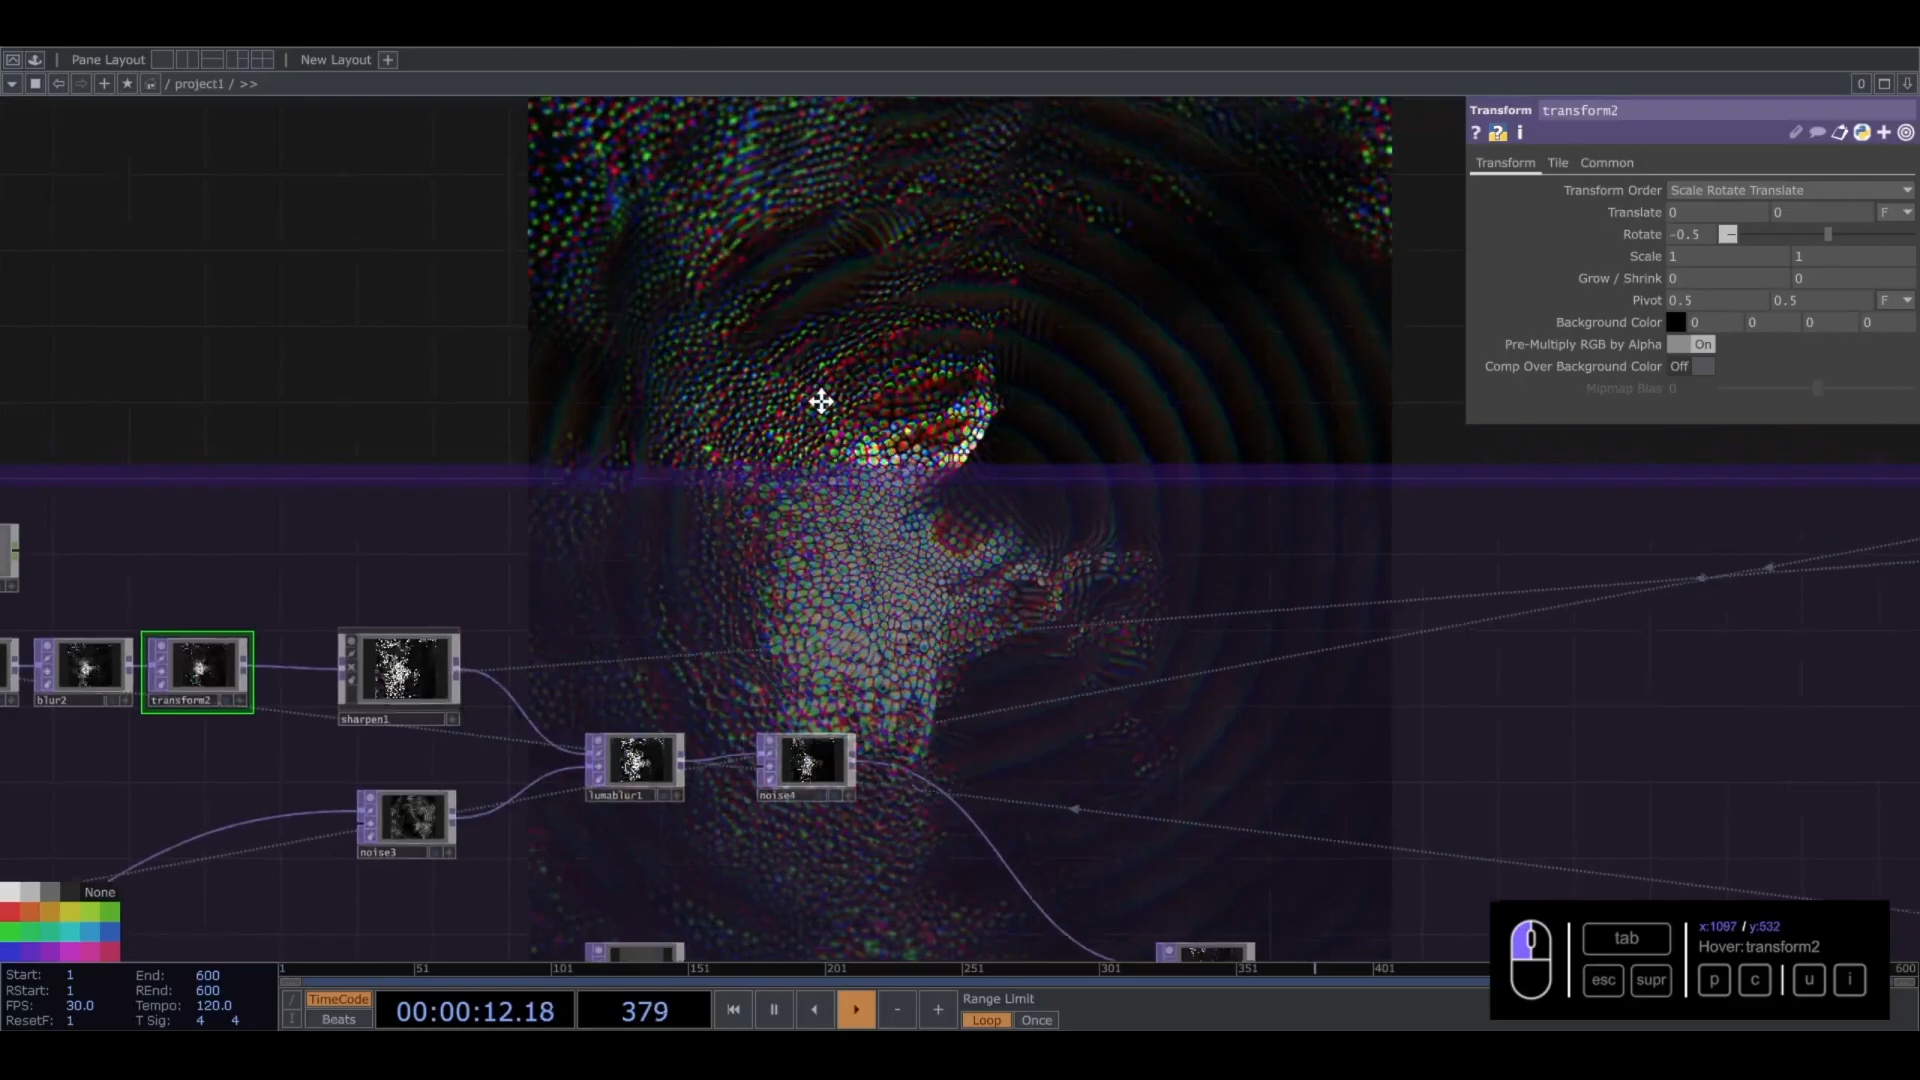 Pane Layout
New Layout +
/ project1 / >>
0
Transform transform2
? ? i
Transform Tile Common
Transform Order Scale Rotate Translate
Translate 0 0 F
Rotate -0.5
Scale 1 1
Grow / Shrink 0 0
Pivot 0.5 0.5 F
Background Color 0 0 0 0
Pre-Multiply RGB by Alpha On
Comp Over Background Color Off
Mipmap Bias 0
blur2
transform2
sharpen1
lumablur1
noise4
noise3
None
1 51 101 151 201 251 301 351 401 600
Start: 1 End: 600
RStart: 1 REnd: 600
FPS: 30.0 Tempo: 120.0
ResetF: 1 T Sig: 4 4
TimeCode
Beats
00:00:12.18
379
- +
Range Limit
Loop Once
tab
esc supr
x:1097 / y:532
Hover:transform2
p c u i